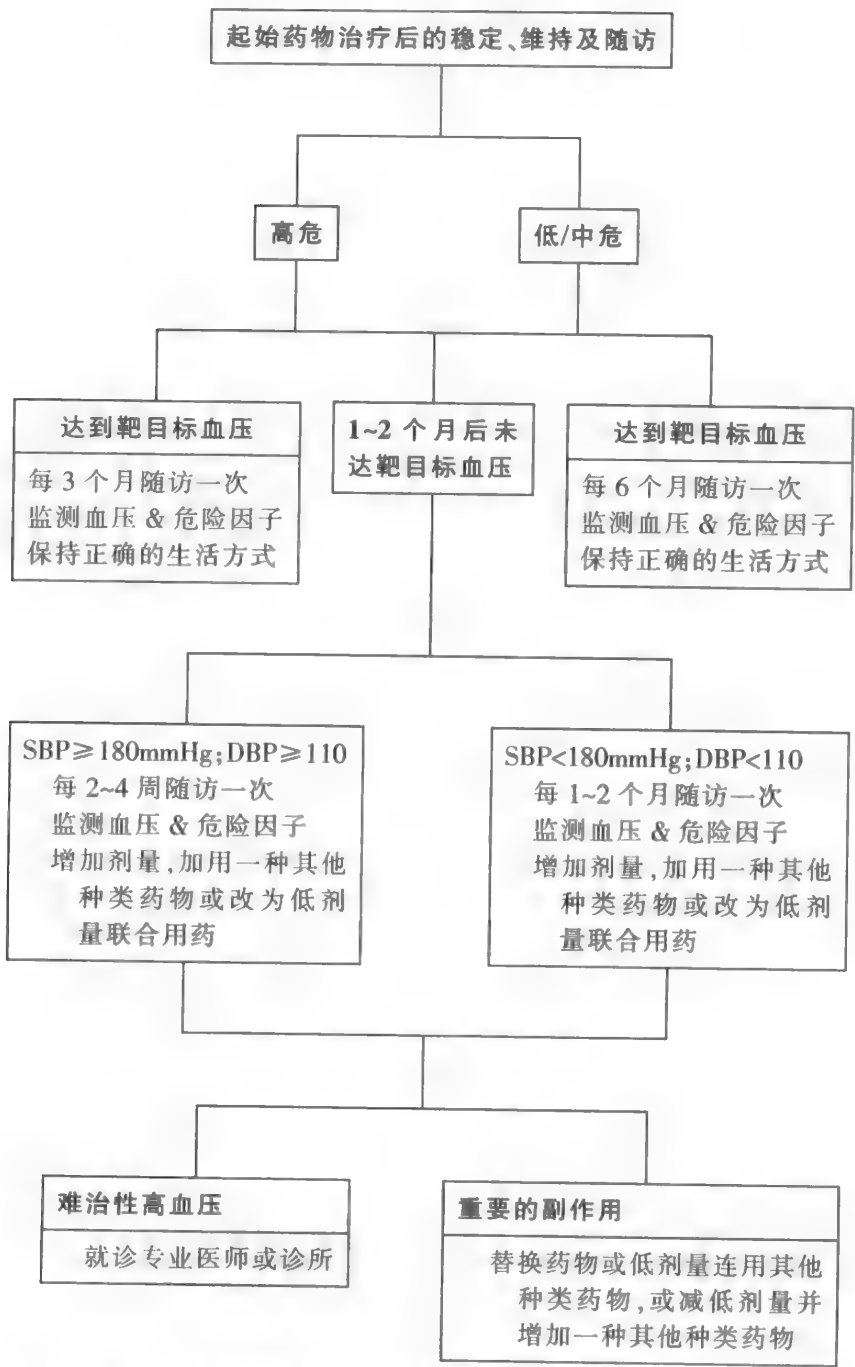 起始药物治疗后的稳定、维持及随访
高危
低/中危
达到靶目标血压
每 3 个月随访一次
监测血压 & 危险因子
保持正确的生活方式
1~2 个月后未
达靶目标血压
达到靶目标血压
每 6 个月随访一次
监测血压 & 危险因子
保持正确的生活方式
SBP≥180mmHg;DBP≥110
每 2~4 周随访一次
监测血压 & 危险因子
增加剂量,加用一种其他
种类药物或改为低剂
量联合用药
SBP<180mmHg;DBP<110
每 1~2 个月随访一次
监测血压 & 危险因子
增加剂量,加用一种其他
种类药物或改为低剂
量联合用药
难治性高血压
就诊专业医师或诊所
重要的副作用
替换药物或低剂量连用其他
种类药物,或减低剂量并
增加一种其他种类药物